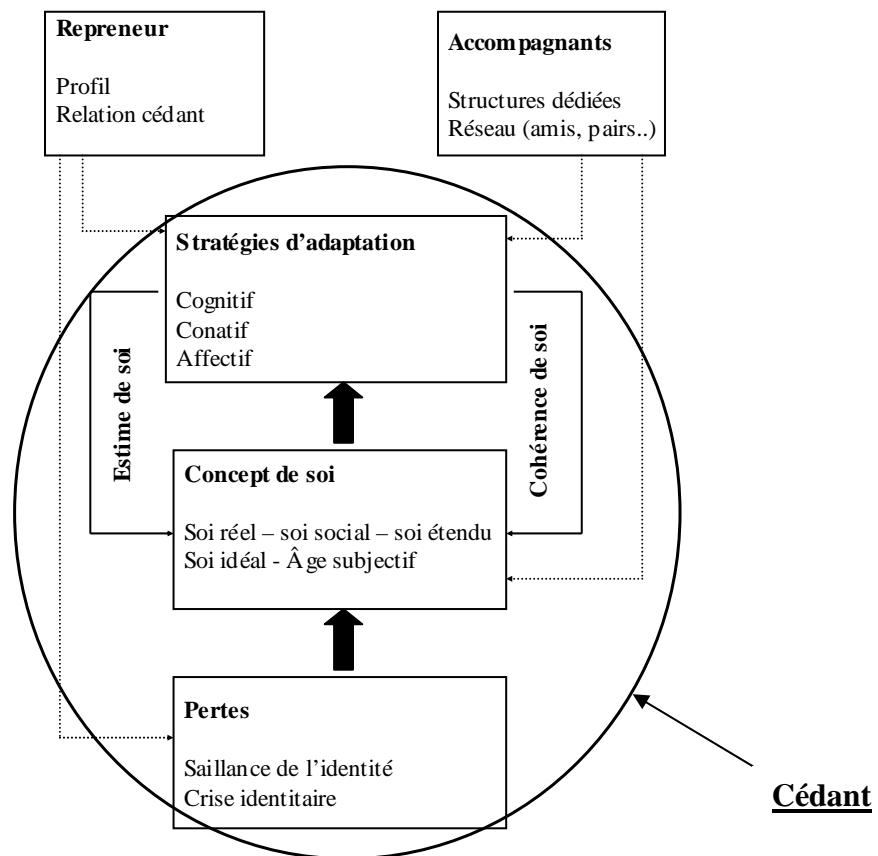 Repreneur
Profil
Relation cédant
Accompagnants
Structures dédiées
Réseau (amis, pairs..)
Stratégies d'adaptation
Cognitif
Conatif
Affectif
Estime de soi
Cohérence de soi
Concept de soi
Soi réel – soi social – soi étendu
Soi idéal - Âge subjectif
Pertes
Saillance de l'identité
Crise identitaire
Cédant